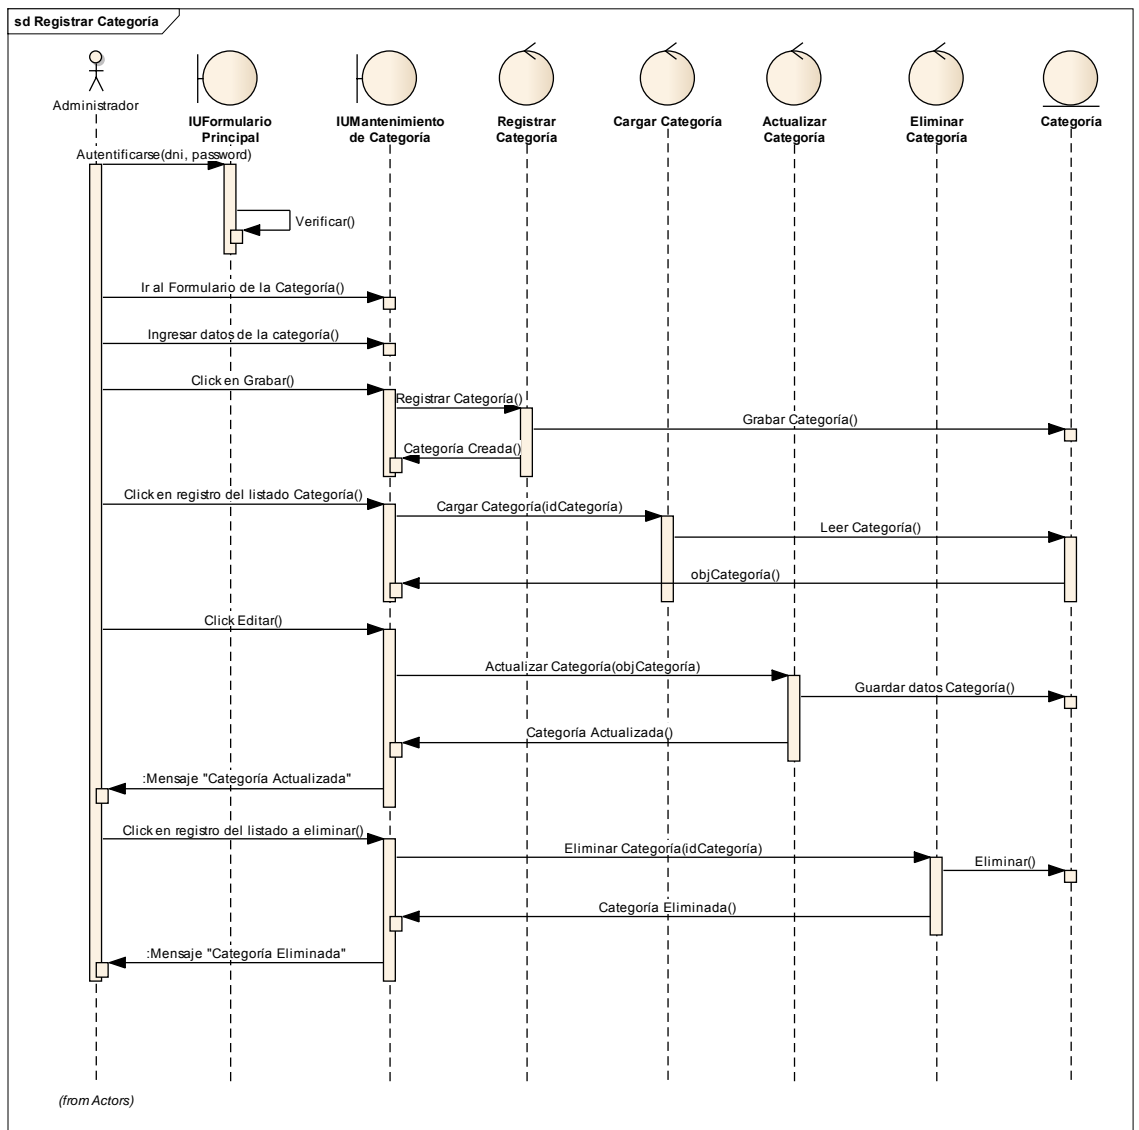 sd Registrar Categoría
Administrador
IUFormulario
Principal
IUMantenimiento
de Categoría
Registrar
Categoría
Cargar Categoría
Actualizar
Categoría
Eliminar
Categoría
Categoría
Autentificarse(dni, password)
Verificar()
Ir al Formulario de la Categoría()
Ingresar datos de la categoría()
Click en Grabar()
Registrar Categoría()
Grabar Categoría()
Categoría Creada()
Click en registro del listado Categoría()
Cargar Categoría(idCategoría)
Leer Categoría()
objCategoría()
Click Editar()
Actualizar Categoría(objCategoría)
Guardar datos Categoría()
Categoría Actualizada()
:Mensaje "Categoría Actualizada"
Click en registro del listado a eliminar()
Eliminar Categoría(idCategoría)
Eliminar()
Categoría Eliminada()
:Mensaje "Categoría Eliminada"
(from Actors)